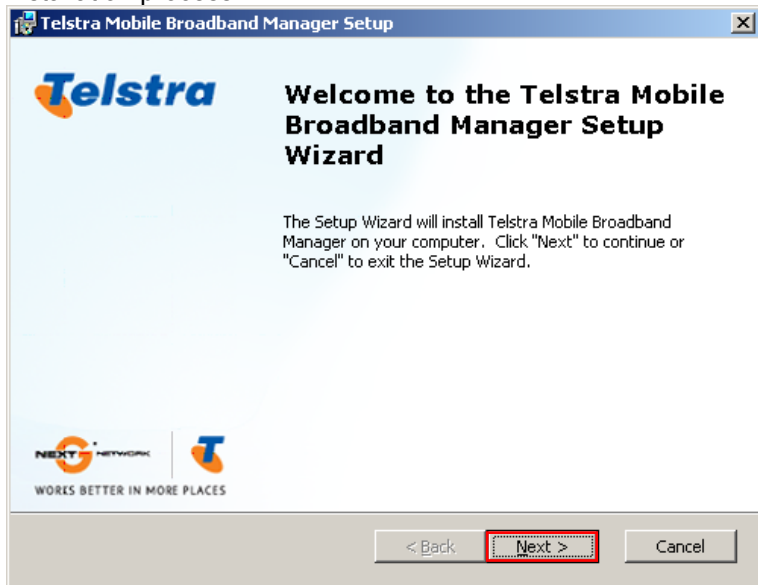 Telstra Mobile Broadband Manager Setup
Telstra
Welcome to the Telstra Mobile
Broadband Manager Setup
Wizard
The Setup Wizard will install Telstra Mobile Broadband
Manager on your computer. Click "Next" to continue or
"Cancel" to exit the Setup Wizard.
NEXT G NETWORK
WORKS BETTER IN MORE PLACES
< Back
Next >
Cancel